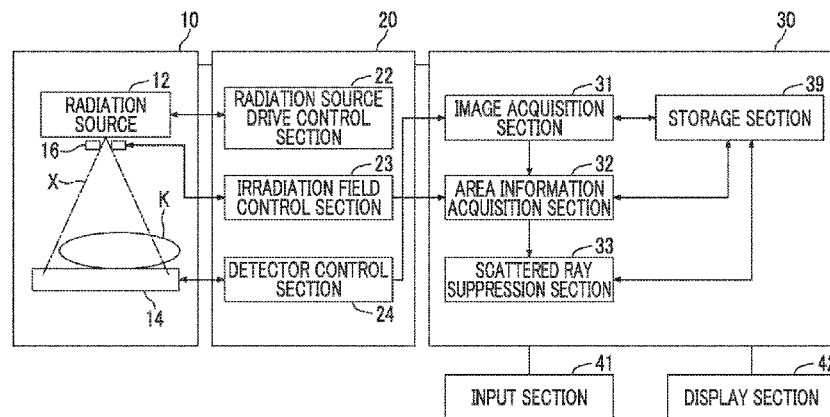 10
20
30
12
RADIATION
SOURCE
22
RADIATION SOURCE
DRIVE CONTROL
SECTION
31
IMAGE ACQUISITION
SECTION
39
STORAGE SECTION
16
X
K
23
IRRADIATION FIELD
CONTROL SECTION
32
AREA INFORMATION
ACQUISITION SECTION
14
DETECTOR CONTROL
SECTION
24
33
SCATTERED RAY
SUPPRESSION SECTION
41
INPUT SECTION
42
DISPLAY SECTION